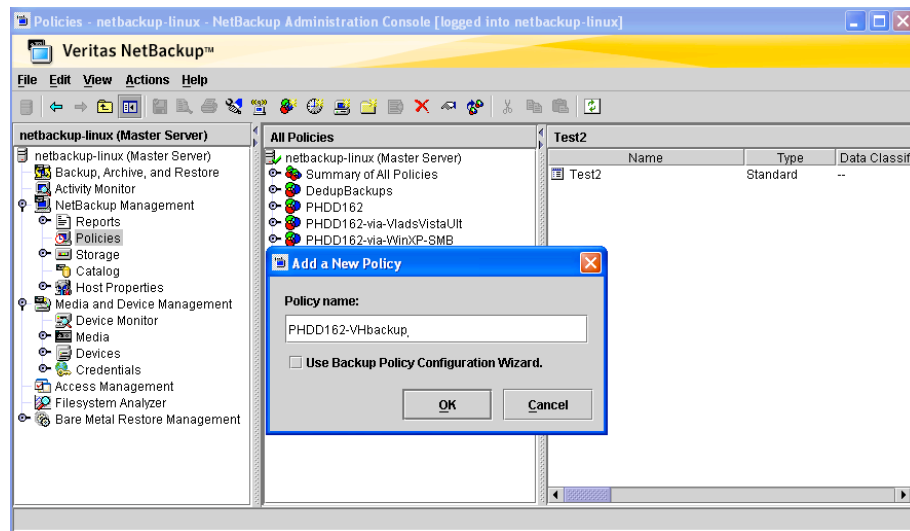 Policies - netbackup-linux - NetBackup Administration Console [logged into netbackup-linux]
Veritas NetBackup™
File Edit View Actions Help
netbackup-linux (Master Server)
netbackup-linux (Master Server)
Backup, Archive, and Restore
Activity Monitor
NetBackup Management
Reports
Policies
Storage
Catalog
Host Properties
Media and Device Management
Device Monitor
Media
Devices
Credentials
Access Management
Filesystem Analyzer
Bare Metal Restore Management
All Policies
netbackup-linux (Master Server)
Summary of All Policies
DedupBackups
PHDD162
PHDD162-via-VladsVistaUlt
PHDD162-via-WinXP-SMB
Test2
Name Type Data Classif
Test2 Standard --
Add a New Policy
Policy name:
PHDD162-VHbackup
Use Backup Policy Configuration Wizard.
OK Cancel